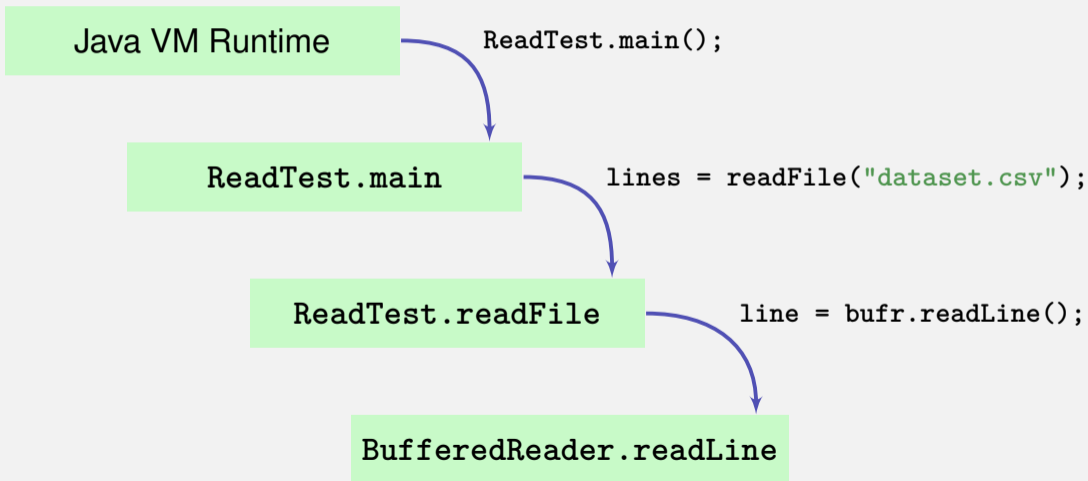 Java VM Runtime
ReadTest.main();
ReadTest.main
lines = readFile("dataset.csv");
ReadTest.readFile
line = bufr.readLine();
BufferedReader.readLine